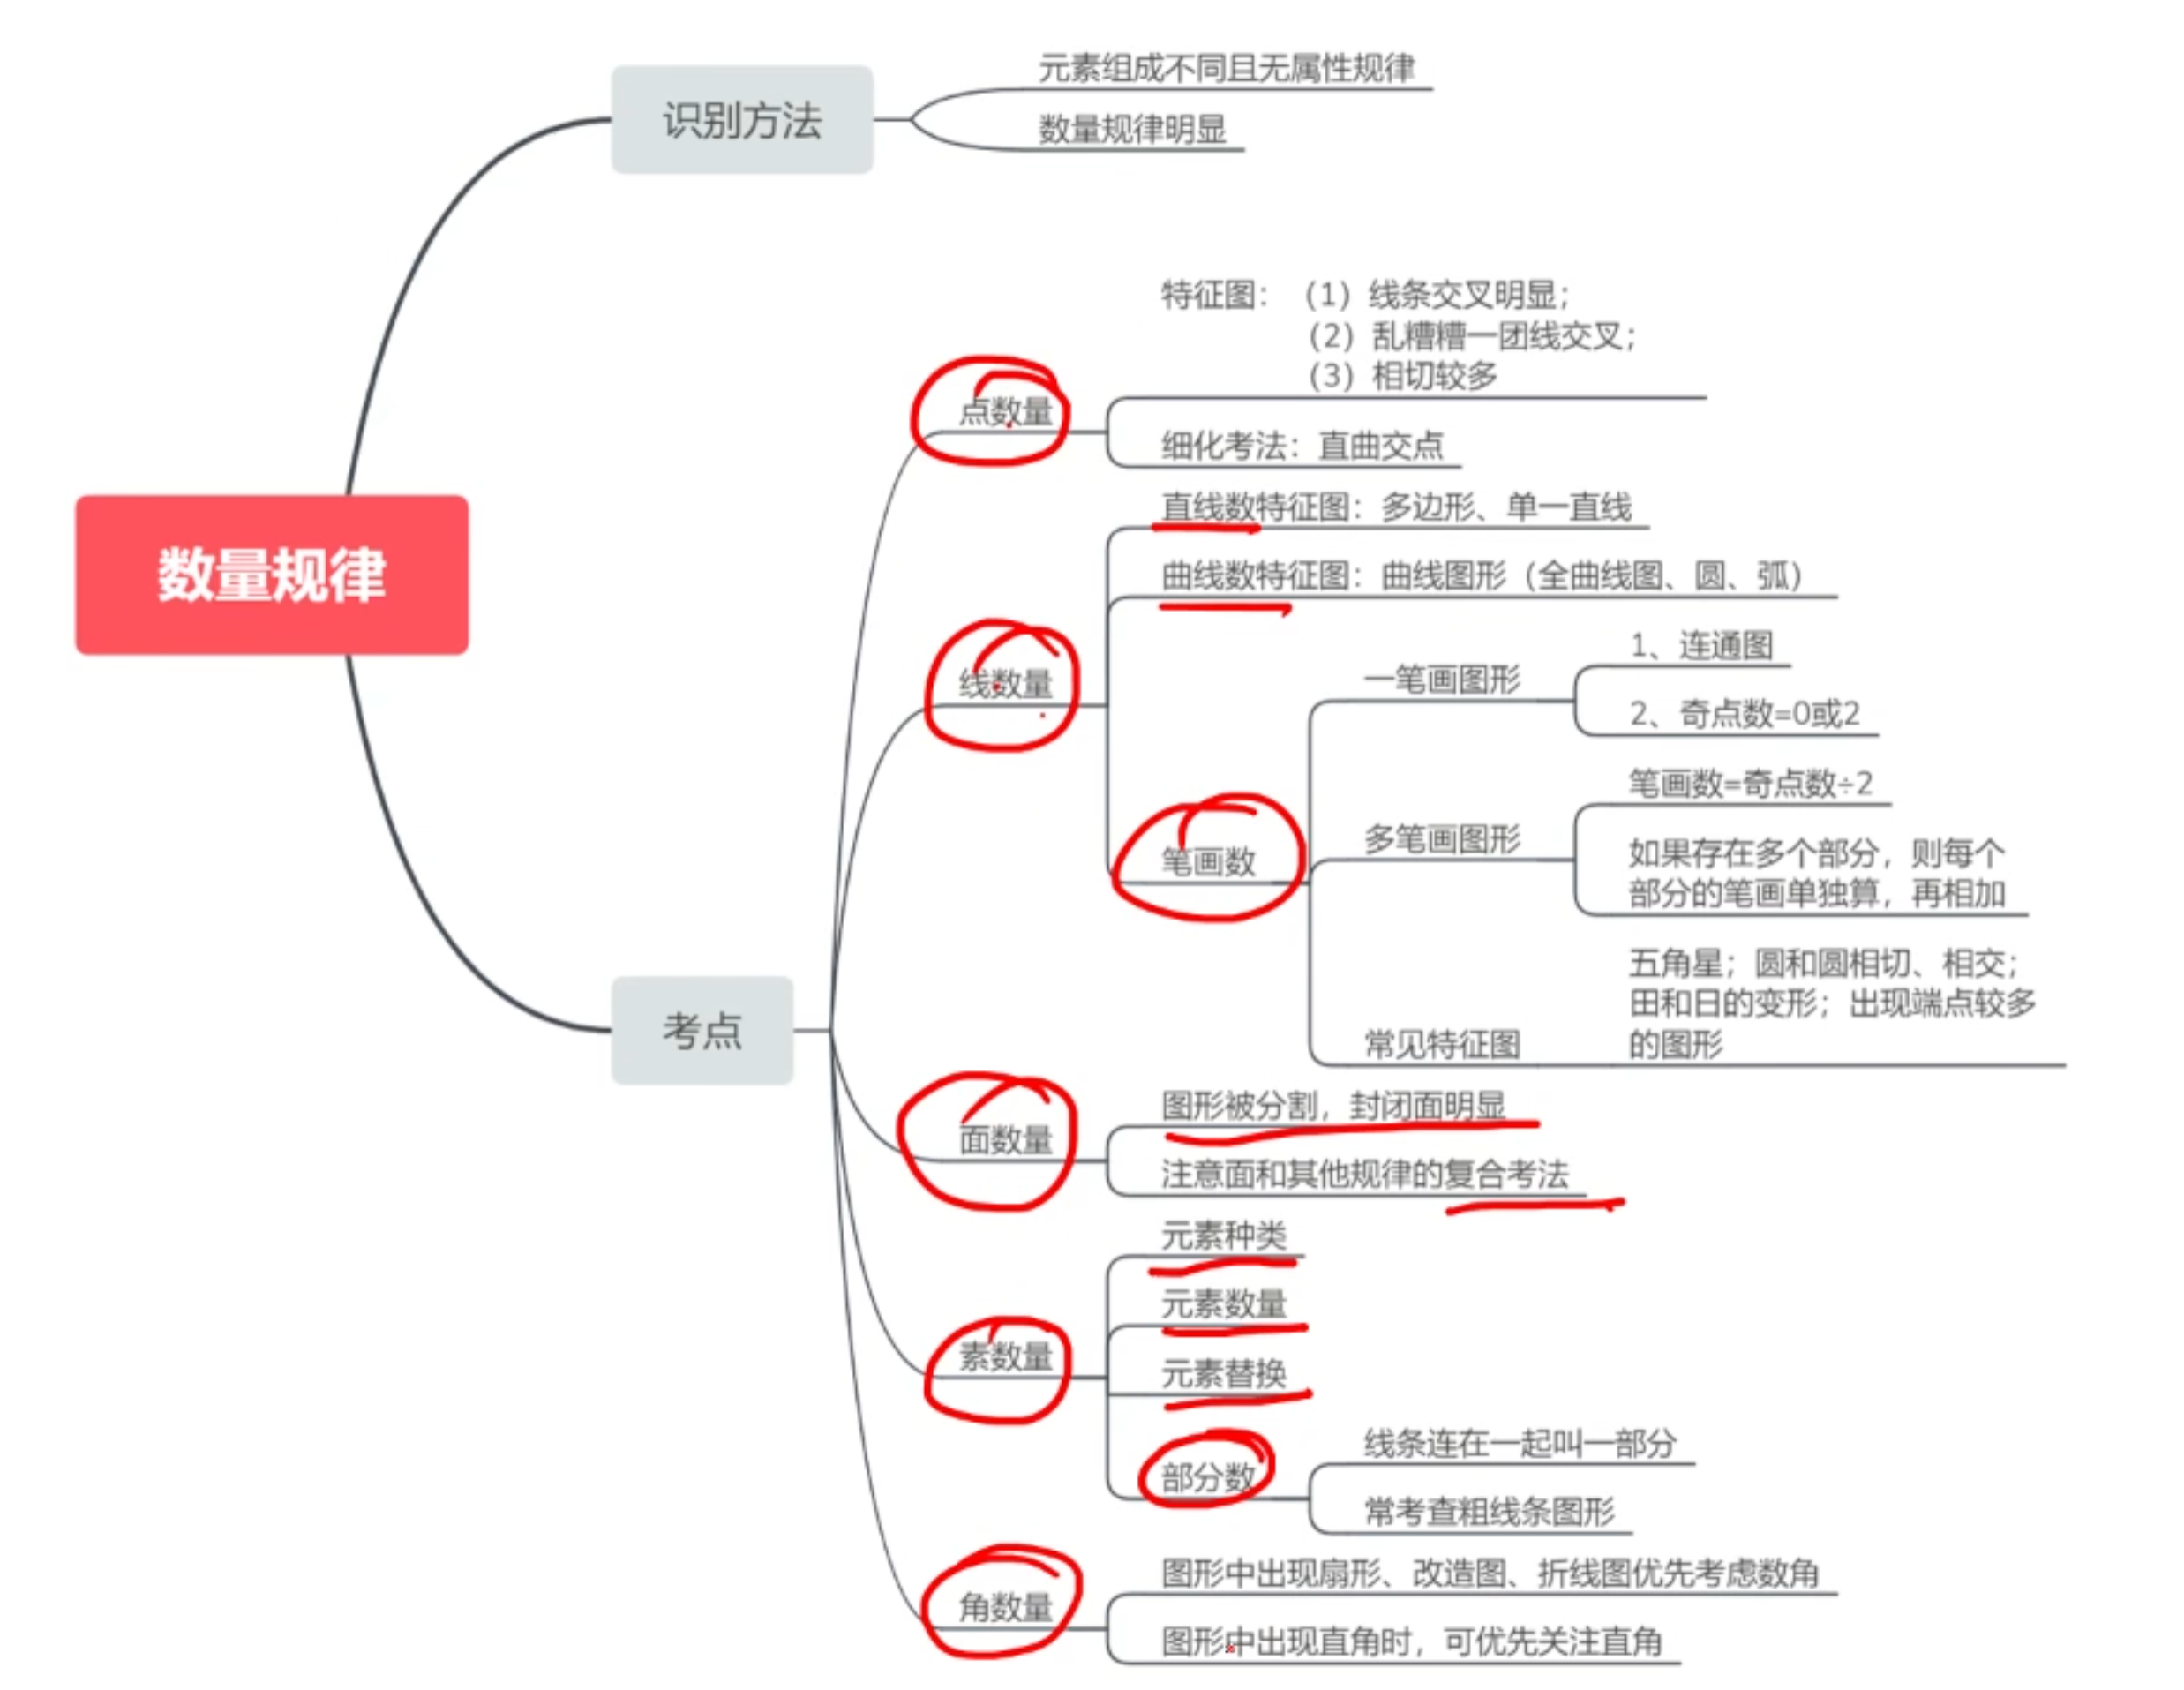 数量规律
识别方法
元素组成不同且无属性规律
数量规律明显
考点
点数量
特征图：（1）线条交叉明显；
（2）乱糟糟一团线交叉；
（3）相切较多
细化考法：直曲交点
线数量
直线数特征图：多边形、单一直线
曲线数特征图：曲线图形（全曲线图、圆、弧）
笔画数
一笔画图形
1、连通图
2、奇点数=0或2
多笔画图形
笔画数=奇点数÷2
如果存在多个部分，则每个
部分的笔画单独算，再相加
常见特征图
五角星；圆和圆相切、相交；
田和日的变形；出现端点较多
的图形
面数量
图形被分割，封闭面明显
注意面和其他规律的复合考法
素数量
元素种类
元素数量
元素替换
部分数
线条连在一起叫一部分
常考查粗线条图形
角数量
图形中出现扇形、改造图、折线图优先考虑数角
图形中出现直角时，可优先关注直角